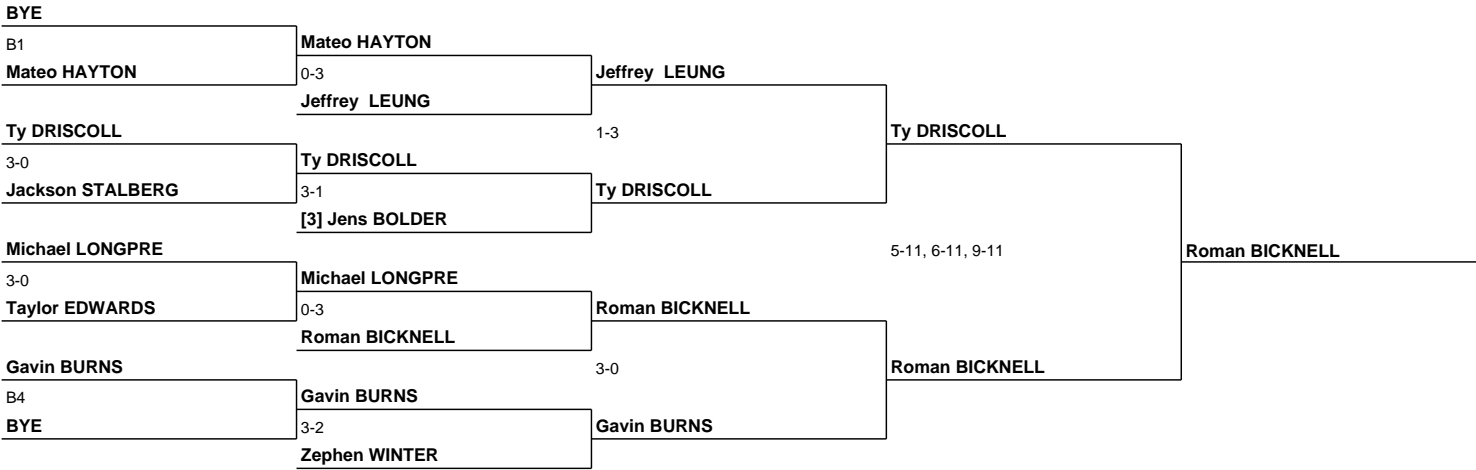 BYE
B1
Mateo HAYTON
Mateo HAYTON
0-3
Jeffrey LEUNG
Jeffrey LEUNG
Ty DRISCOLL
3-0
Jackson STALBERG
Ty DRISCOLL
3-1
[3] Jens BOLDER
1-3
Ty DRISCOLL
Ty DRISCOLL
Michael LONGPRE
3-0
Taylor EDWARDS
Michael LONGPRE
0-3
Roman BICKNELL
Roman BICKNELL
5-11, 6-11, 9-11
Roman BICKNELL
Gavin BURNS
B4
BYE
Gavin BURNS
3-2
Zephen WINTER
3-0
Gavin BURNS
Roman BICKNELL